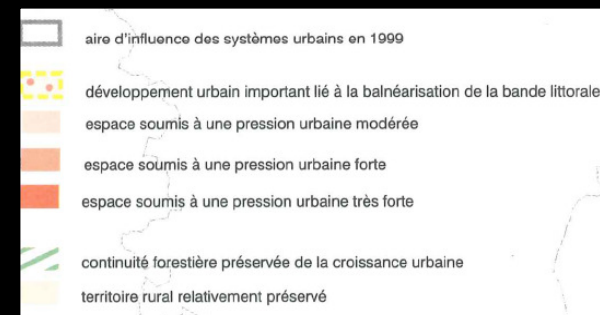 aire d'influence des systèmes urbains en 1999
développement urbain important lié à la balnéarisation de la bande littorale
espace soumis à une pression urbaine modérée
espace soumis à une pression urbaine forte
espace soumis à une pression urbaine très forte
continuité forestière préservée de la croissance urbaine
territoire rural relativement préservé